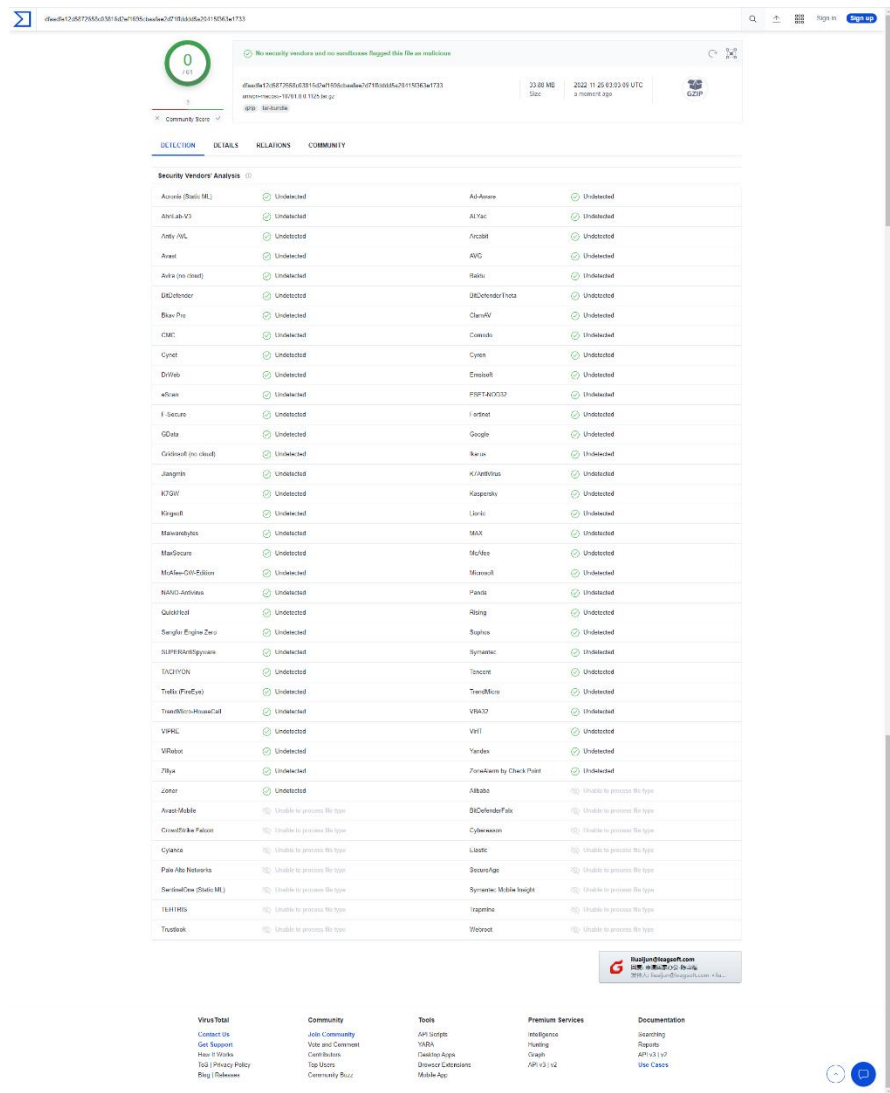 Sign in Sign up
0
/ 61
No security vendors and no sandboxes flagged this file as malicious
33.00 MB
Size
2022-11-25 03:03:09 UTC
a moment ago
GZIP
gzip tar-bundle
Community Score
DETECTION DETAILS RELATIONS COMMUNITY
Security Vendors' Analysis
Acronis (Static ML) Undetected Ad-Aware Undetected
AhnLab-V3 Undetected ALYac Undetected
Antiy-AVL Undetected Arcabit Undetected
Avast Undetected AVG Undetected
Avira (no cloud) Undetected Baidu Undetected
BitDefender Undetected BitDefenderTheta Undetected
Bkav Pro Undetected ClamAV Undetected
CMC Undetected Comodo Undetected
Cynet Undetected Cyren Undetected
DrWeb Undetected Emsisoft Undetected
eScan Undetected ESET-NOD32 Undetected
F-Secure Undetected Fortinet Undetected
GData Undetected Google Undetected
Gridinsoft (no cloud) Undetected Ikarus Undetected
Jiangmin Undetected K7AntiVirus Undetected
K7GW Undetected Kaspersky Undetected
Kingsoft Undetected Lionic Undetected
Malwarebytes Undetected MAX Undetected
MaxSecure Undetected McAfee Undetected
McAfee-GW-Edition Undetected Microsoft Undetected
NANO-Antivirus Undetected Panda Undetected
QuickHeal Undetected Rising Undetected
Sangfor Engine Zero Undetected Sophos Undetected
SUPERAntiSpyware Undetected Symantec Undetected
TACHYON Undetected Tencent Undetected
Trellix (FireEye) Undetected TrendMicro Undetected
TrendMicro-HouseCall Undetected VBA32 Undetected
VIPRE Undetected VirIT Undetected
ViRobot Undetected Yandex Undetected
Zillya Undetected ZoneAlarm by Check Point Undetected
Zoner Undetected Alibaba Unable to process file type
Avast-Mobile Unable to process file type BitDefenderFalx Unable to process file type
CrowdStrike Falcon Unable to process file type Cybereason Unable to process file type
Cylance Unable to process file type Elastic Unable to process file type
Palo Alto Networks Unable to process file type SecureAge Unable to process file type
SentinelOne (Static ML) Unable to process file type Symantec Mobile Insight Unable to process file type
TEHTRIS Unable to process file type Trapmine Unable to process file type
Trustlook Unable to process file type Webroot Unable to process file type
liuaijun@leagsoft.com
VirusTotal Community Tools Premium Services Documentation
Contact Us Join Community API Scripts Intelligence Searching
Get Support Vote and Comment YARA Hunting Reports
How It Works Contributors Desktop Apps Graph API v3 | v2
ToS | Privacy Policy Top Users Browser Extensions API v3 | v2 Use Cases
Blog | Releases Community Buzz Mobile App